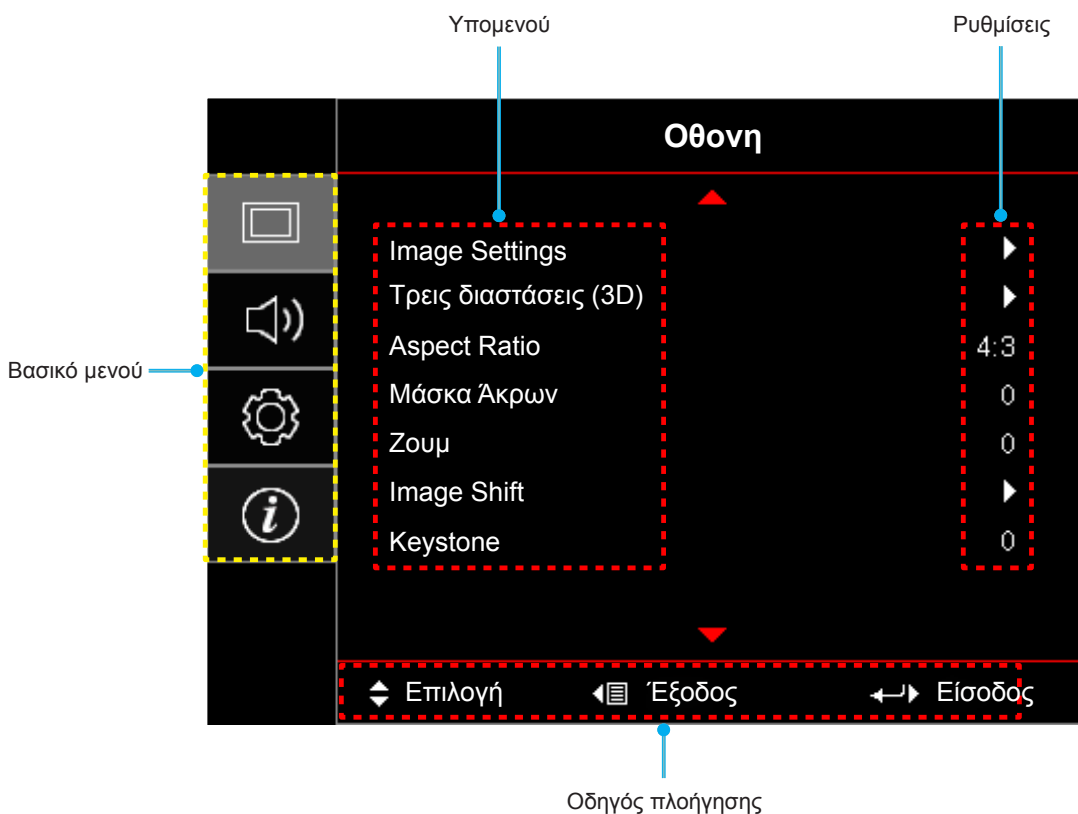 Υπομενού
Ρυθμίσεις
Οθονη
Image Settings
Τρεις διαστάσεις (3D)
Aspect Ratio 4:3
Μάσκα Άκρων 0
Ζουμ 0
Image Shift
Keystone 0
Βασικό μενού
Επιλογή Έξοδος Είσοδος
Οδηγός πλοήγησης